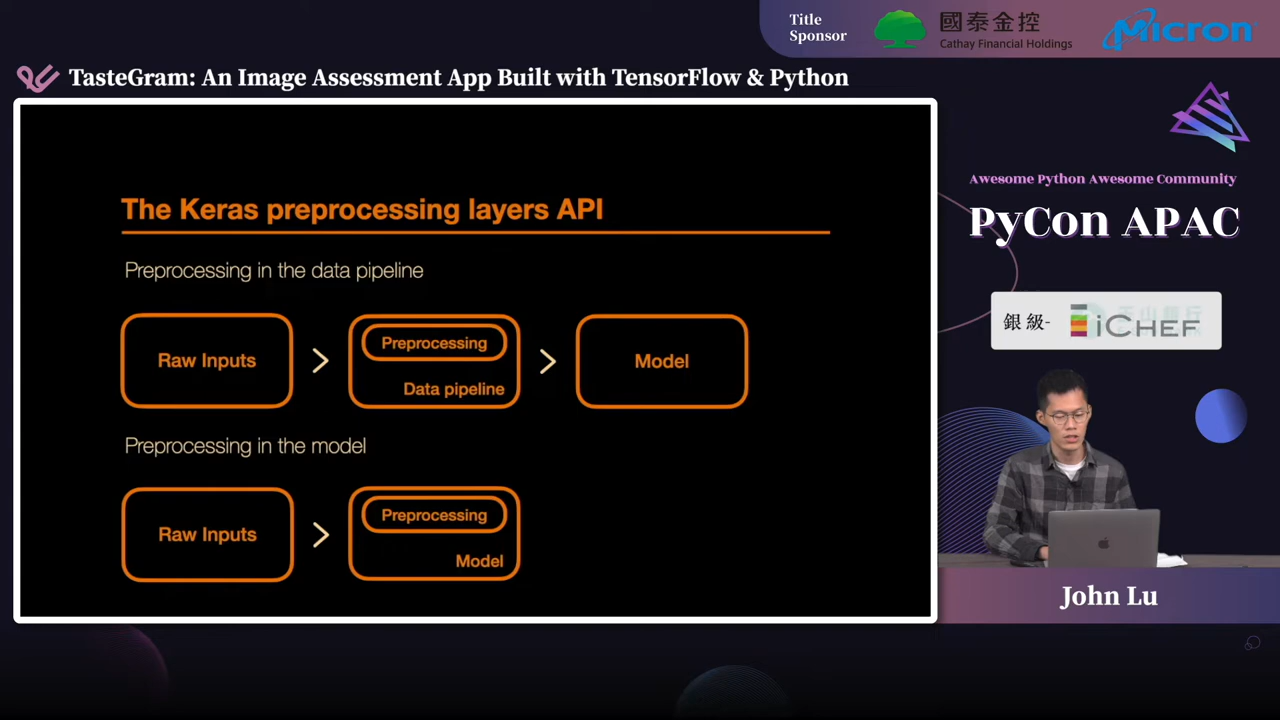 Title
Sponsor
國泰金控
Cathay Financial Holdings
Micron
TasteGram: An Image Assessment App Built with TensorFlow & Python
The Keras preprocessing layers API
Preprocessing in the data pipeline
Raw Inputs
>
Preprocessing
Data pipeline
>
Model
Preprocessing in the model
Raw Inputs
>
Preprocessing
Model
Awesome Python Awesome Community
PyCon APAC
銀級-
iCHEF
John Lu